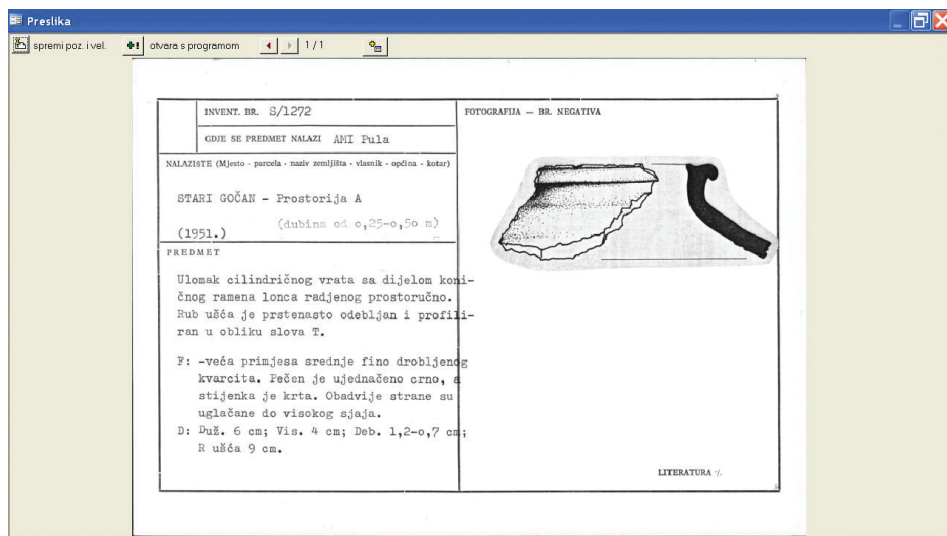 Preslika
spremi poz. i vel.
otvara s programom
1 / 1
INVENT. BR. S/1272
GDJE SE PREDMET NALAZI AMI Pula
NALAZIŠTE (Mjesto - parcela - naziv zemljišta - vlasnik - općina - kotar)
STARI GOČAN - Prostorija A
(dubina od o,25-o,50 m)
(1951.)
PREDMET
Ulomak cilindričnog vrata sa dijelom koni-
čnog ramena lonca radjenog prostoručno.
Rub ušća je prstenasto odebljan i profili-
ran u obliku slova T.
F: -veća primjesa srednje fino drobljenog
kvarcita. Pečen je ujednačeno crno, a
stijenka je krta. Obadvije strane su
uglačane do visokog sjaja.
D: Duž. 6 cm; Vis. 4 cm; Deb. 1,2-o,7 cm;
R ušća 9 cm.
FOTOGRAFIJA — BR. NEGATIVA
LITERATURA